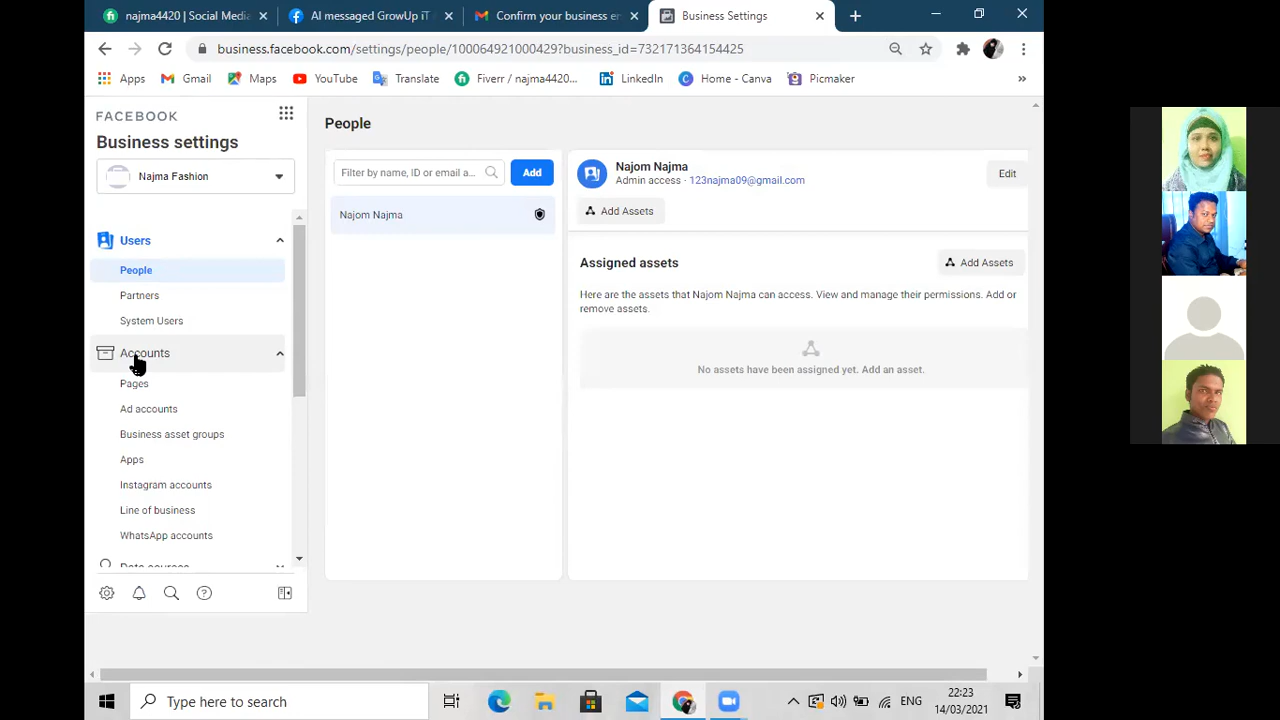 najma4420 | Social Media
AI messaged GrowUp iT
Confirm your business en
Business Settings
business.facebook.com/settings/people/100064921000429?business_id=732171364154425
Apps
Gmail
Maps
YouTube
Translate
Fiverr / najma4420...
LinkedIn
Home - Canva
Picmaker
FACEBOOK
Business settings
Najma Fashion
Users
People
Partners
System Users
Accounts
Pages
Ad accounts
Business asset groups
Apps
Instagram accounts
Line of business
WhatsApp accounts
Data sources
People
Filter by name, ID or email a...
Add
Najom Najma
Najom Najma
Admin access - 123najma09@gmail.com
Edit
Add Assets
Assigned assets
Add Assets
Here are the assets that Najom Najma can access. View and manage their permissions. Add or
remove assets.
No assets have been assigned yet. Add an asset.
Type here to search
ENG
22:23
14/03/2021